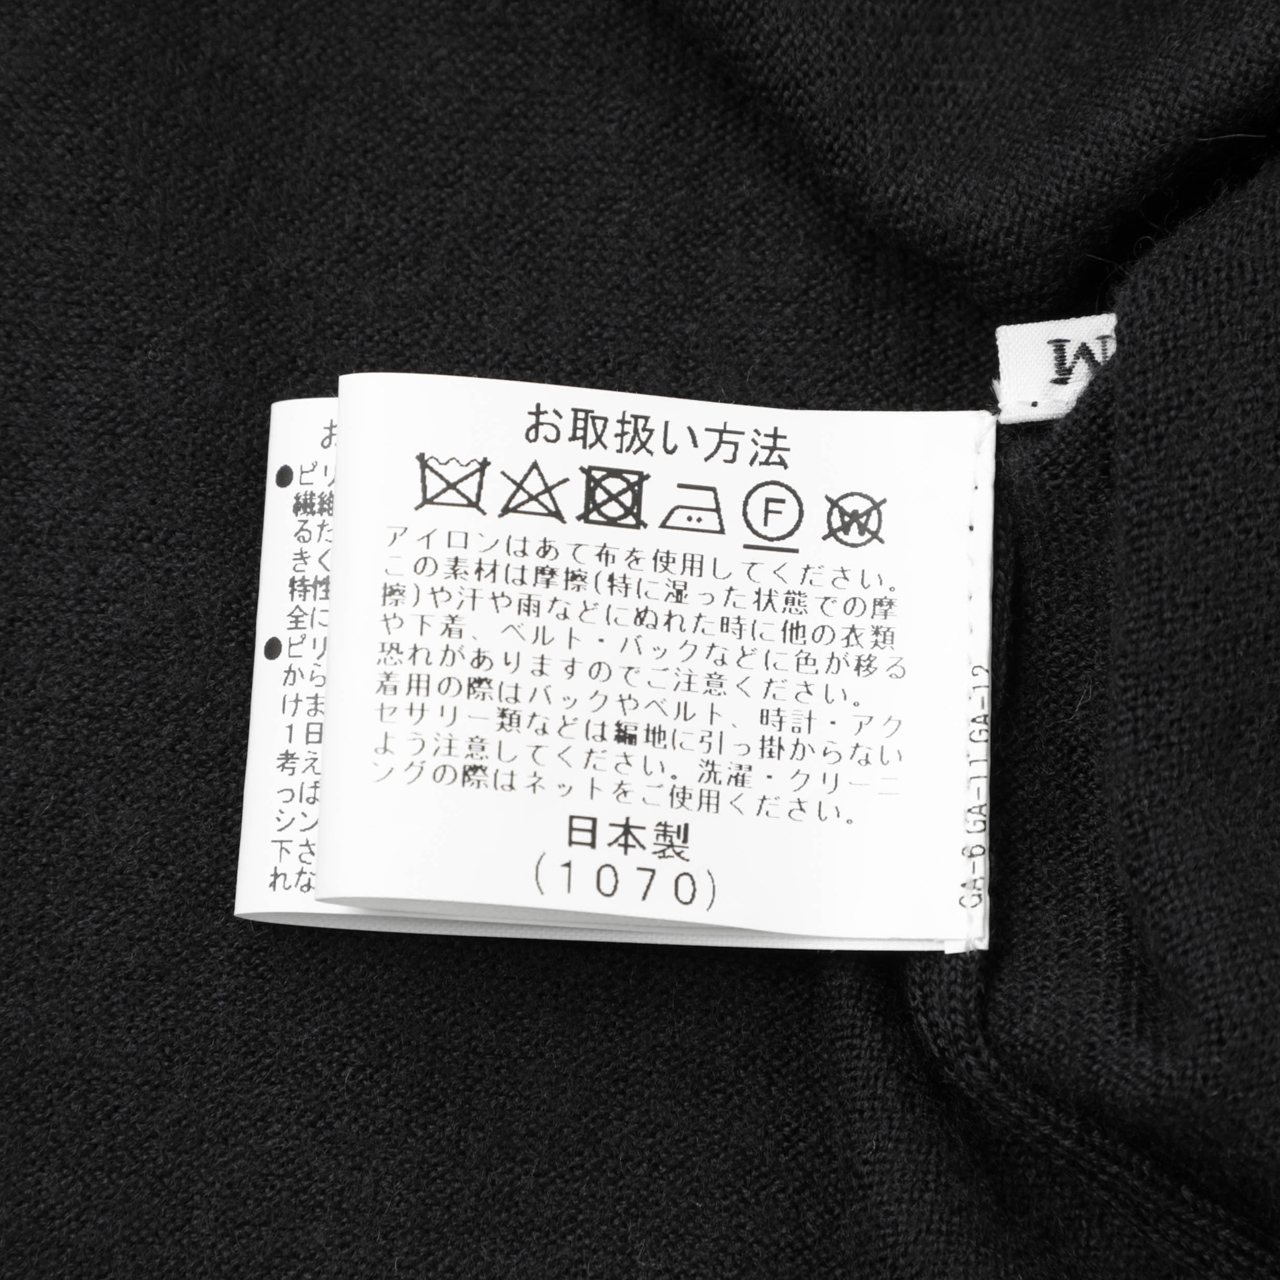 お取扱い方法
F
W
アイロンはあて布を使用してください。
この素材は摩擦(特に湿った状態での摩
擦)や汗や雨などにぬれた時に他の衣類
や下着、ベルト・バックなどに色が移る
恐れがありますのでご注意ください。
着用の際はバックやベルト、時計・アク
セサリー類などは編地に引っ掛からない
よう注意してください。洗濯・クリーニ
ングの際はネットをご使用ください。
日本製
(1070)
GA-6 GA-11 GA-12
M
お
●ピリ
繊維
るた
きく
特性
全に
●ピリ
から
けま
1日
考え
っぱ
シン
下さ
れな